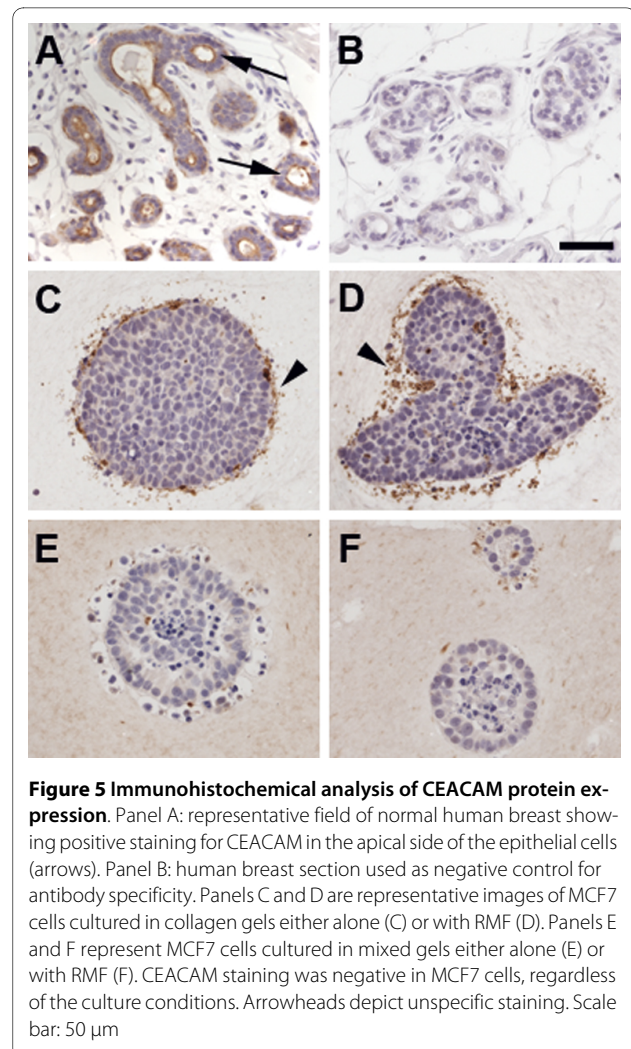 A
B
C
D
E
F
Figure 5 Immunohistochemical analysis of CEACAM protein ex-
pression. Panel A: representative field of normal human breast show-
ing positive staining for CEACAM in the apical side of the epithelial cells
(arrows). Panel B: human breast section used as negative control for
antibody specificity. Panels C and D are representative images of MCF7
cells cultured in collagen gels either alone (C) or with RMF (D). Panels E
and F represent MCF7 cells cultured in mixed gels either alone (E) or
with RMF (F). CEACAM staining was negative in MCF7 cells, regardless
of the culture conditions. Arrowheads depict unspecific staining. Scale
bar: 50 μm